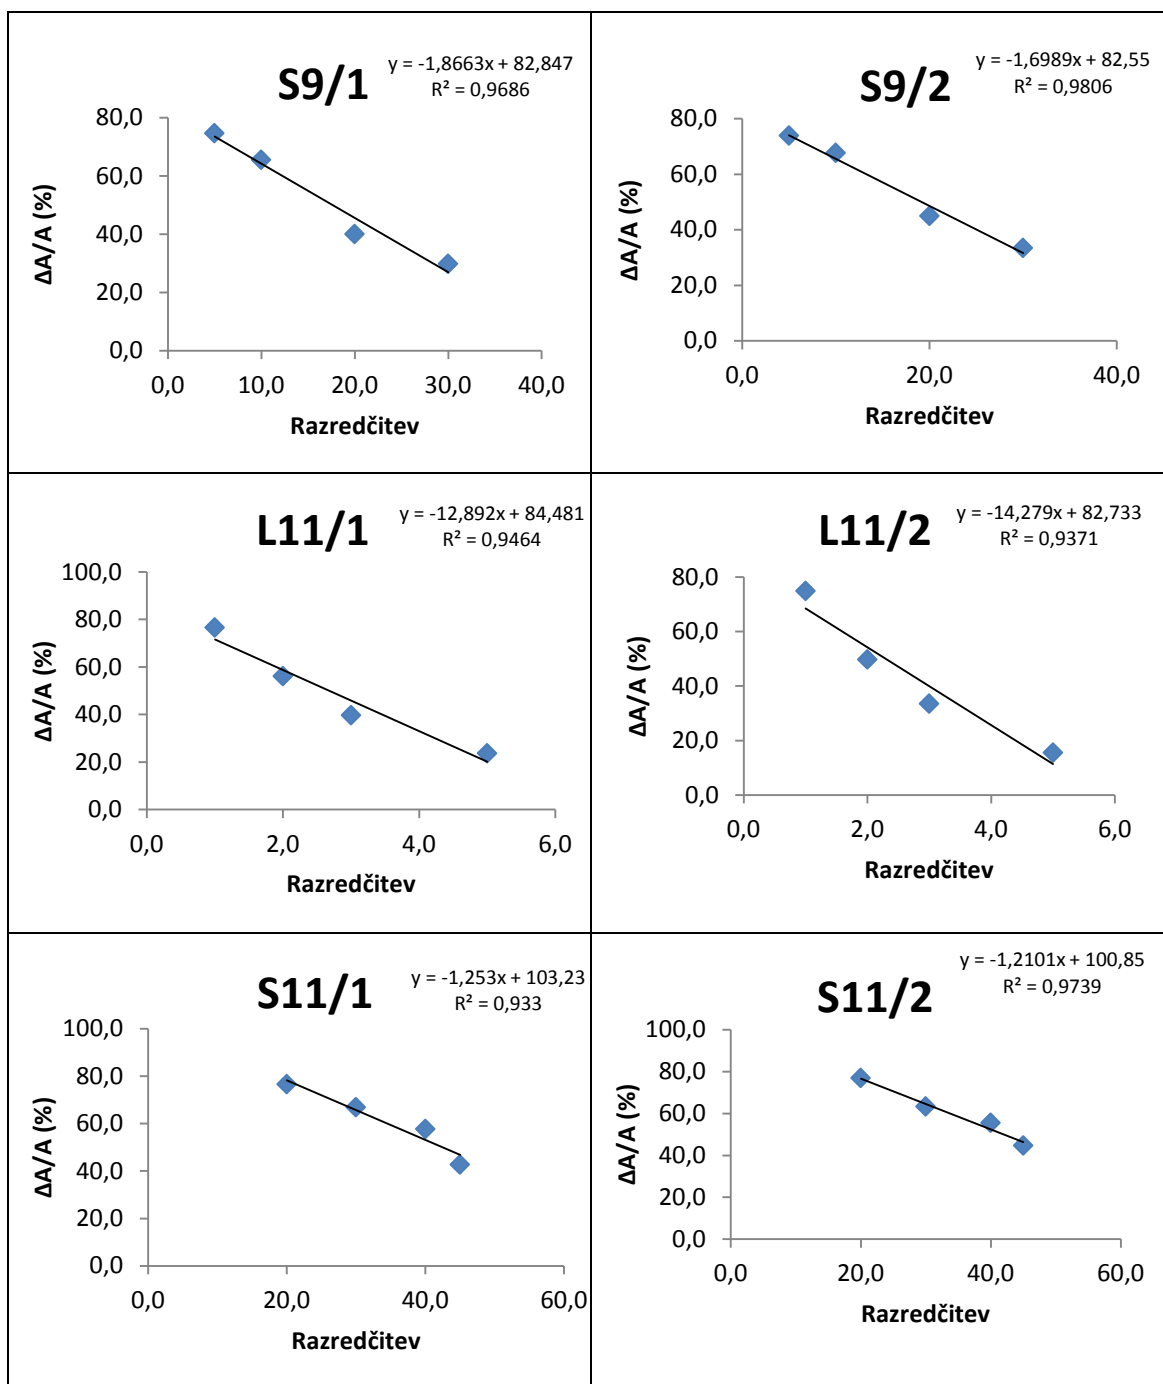 S9/1
y = -1,8663x + 82,847
R² = 0,9686
80,0
60,0
40,0
20,0
0,0
0,0 10,0 20,0 30,0 40,0
ΔA/A (%)
Razredčitev
S9/2
y = -1,6989x + 82,55
R² = 0,9806
80,0
60,0
40,0
20,0
0,0
0,0 20,0 40,0
ΔA/A (%)
Razredčitev
L11/1
y = -12,892x + 84,481
R² = 0,9464
100,0
80,0
60,0
40,0
20,0
0,0
0,0 2,0 4,0 6,0
ΔA/A (%)
Razredčitev
L11/2
y = -14,279x + 82,733
R² = 0,9371
80,0
60,0
40,0
20,0
0,0
0,0 2,0 4,0 6,0
ΔA/A (%)
Razredčitev
S11/1
y = -1,253x + 103,23
R² = 0,933
100,0
80,0
60,0
40,0
20,0
0,0
0,0 20,0 40,0 60,0
ΔA/A (%)
Razredčitev
S11/2
y = -1,2101x + 100,85
R² = 0,9739
100,0
80,0
60,0
40,0
20,0
0,0
0,0 20,0 40,0 60,0
ΔA/A (%)
Razredčitev